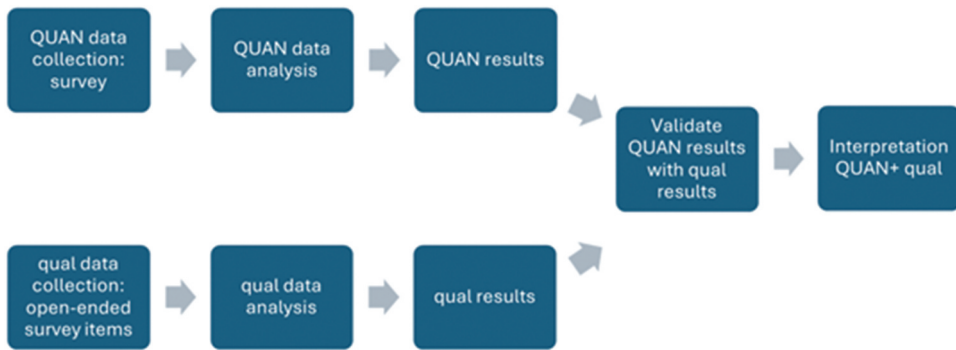 QUAN data
collection:
survey
QUAN data
analysis
QUAN results
Validate
QUAN results
with qual
results
Interpretation
QUAN+ qual
qual data
collection:
open-ended
survey items
qual data
analysis
qual results